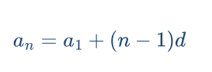 aₙ = a₁ + (n − 1)d